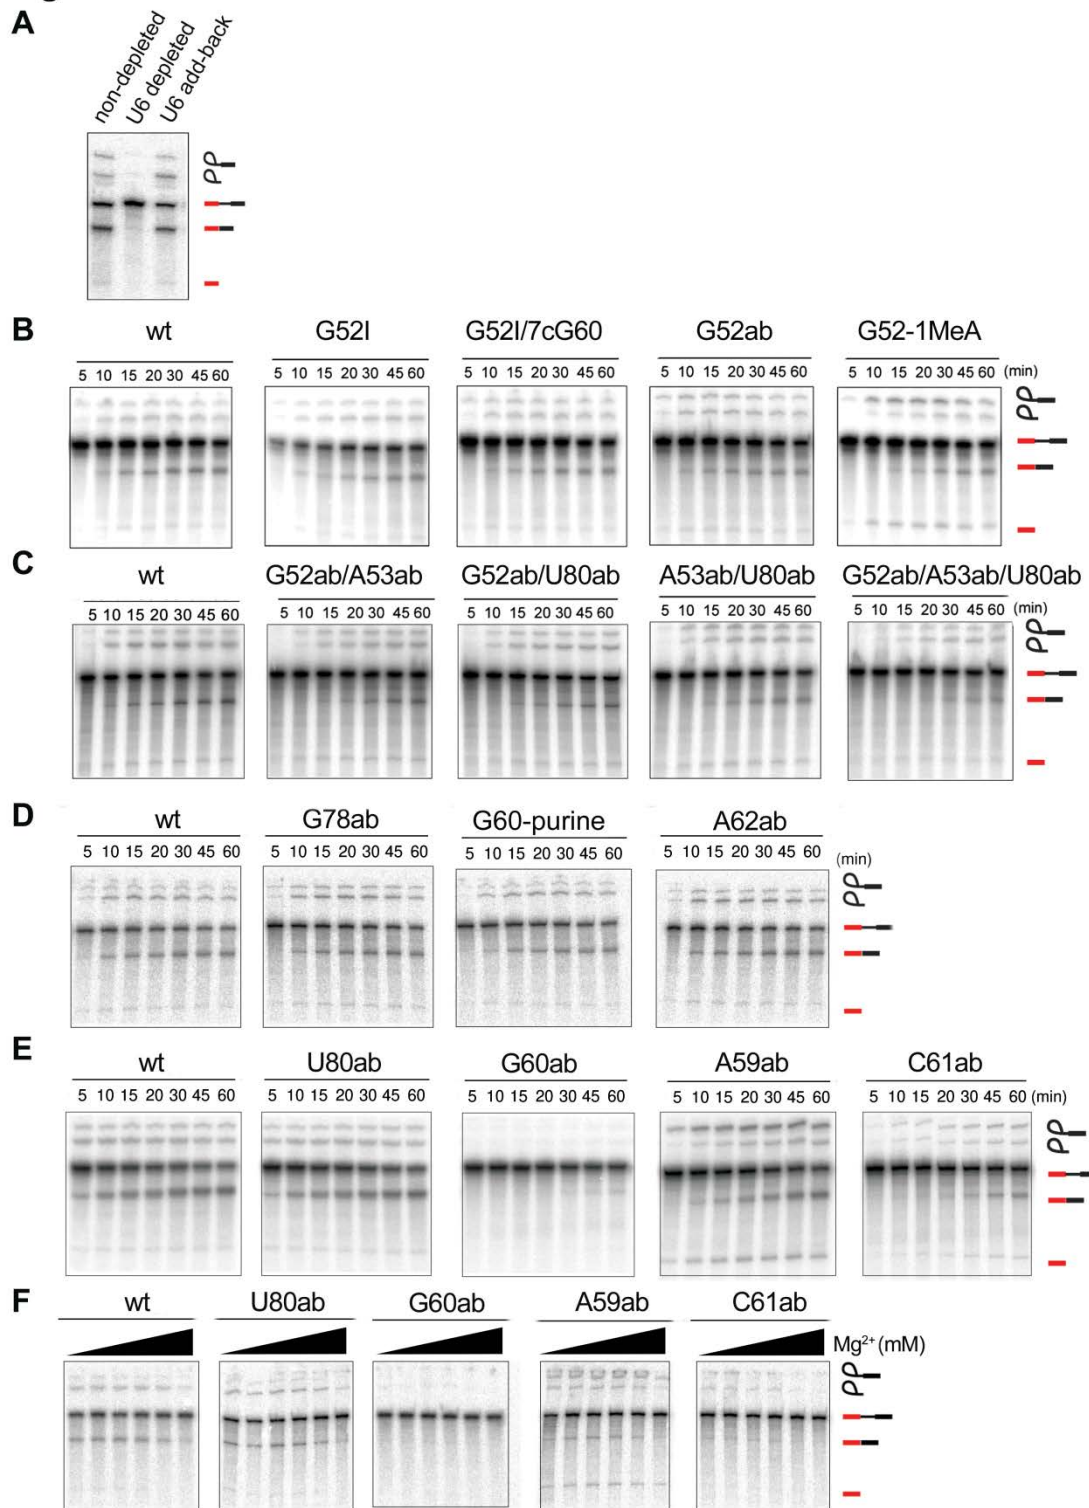 A
non-depleted
U6 depleted
U6 add-back
B
wt G52I G52I/7cG60 G52ab G52-1MeA
5 10 15 20 30 45 60 5 10 15 20 30 45 60 5 10 15 20 30 45 60 5 10 15 20 30 45 60 5 10 15 20 30 45 60 (min)
C
wt G52ab/A53ab G52ab/U80ab A53ab/U80ab G52ab/A53ab/U80ab
5 10 15 20 30 45 60 5 10 15 20 30 45 60 5 10 15 20 30 45 60 5 10 15 20 30 45 60 5 10 15 20 30 45 60 (min)
D
wt G78ab G60-purine A62ab
5 10 15 20 30 45 60 5 10 15 20 30 45 60 5 10 15 20 30 45 60 5 10 15 20 30 45 60 (min)
E
wt U80ab G60ab A59ab C61ab
5 10 15 20 30 45 60 5 10 15 20 30 45 60 5 10 15 20 30 45 60 5 10 15 20 30 45 60 5 10 15 20 30 45 60 (min)
F
wt U80ab G60ab A59ab C61ab
Mg²⁺ (mM)